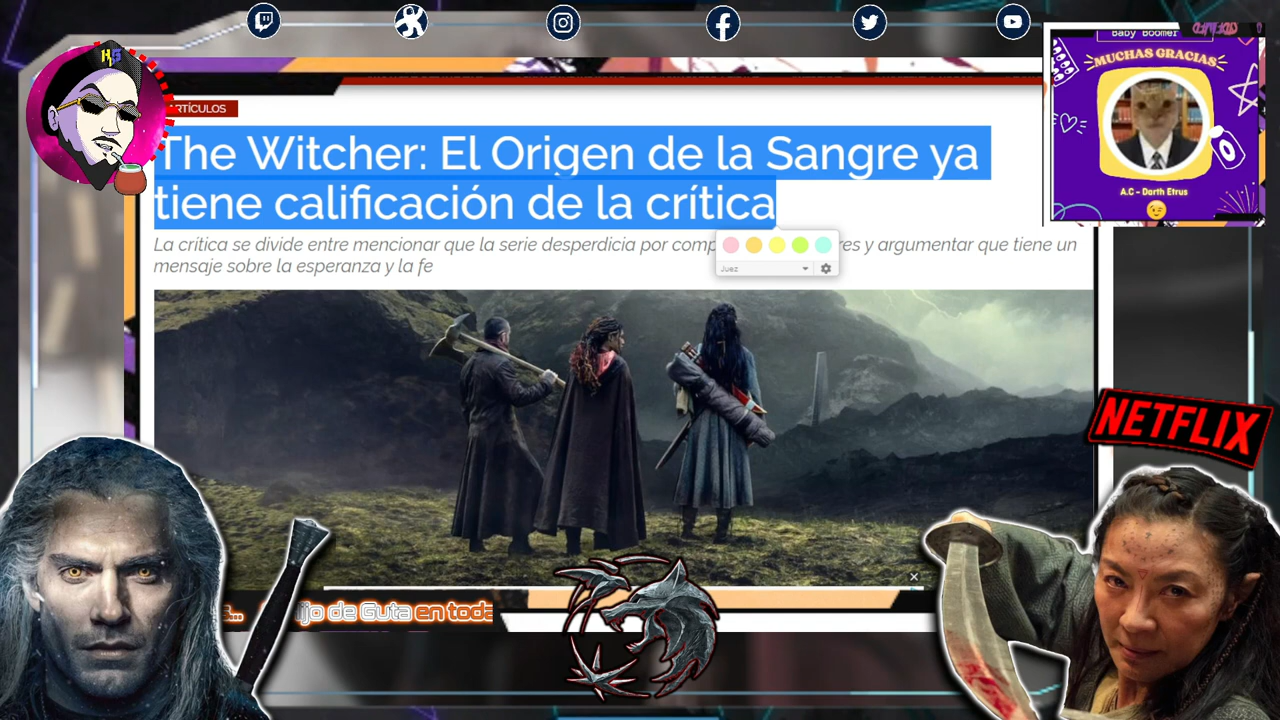 Baby Boomer
¡MUCHAS GRACIAS!
A.C - Darth Etrus
KG
ARTÍCULOS
The Witcher: El Origen de la Sangre ya
tiene calificación de la crítica
La crítica se divide entre mencionar que la serie desperdicia por comp es y argumentar que tiene un
mensaje sobre la esperanza y la fe
Juez
NETFLIX
ijo de Guta en toda